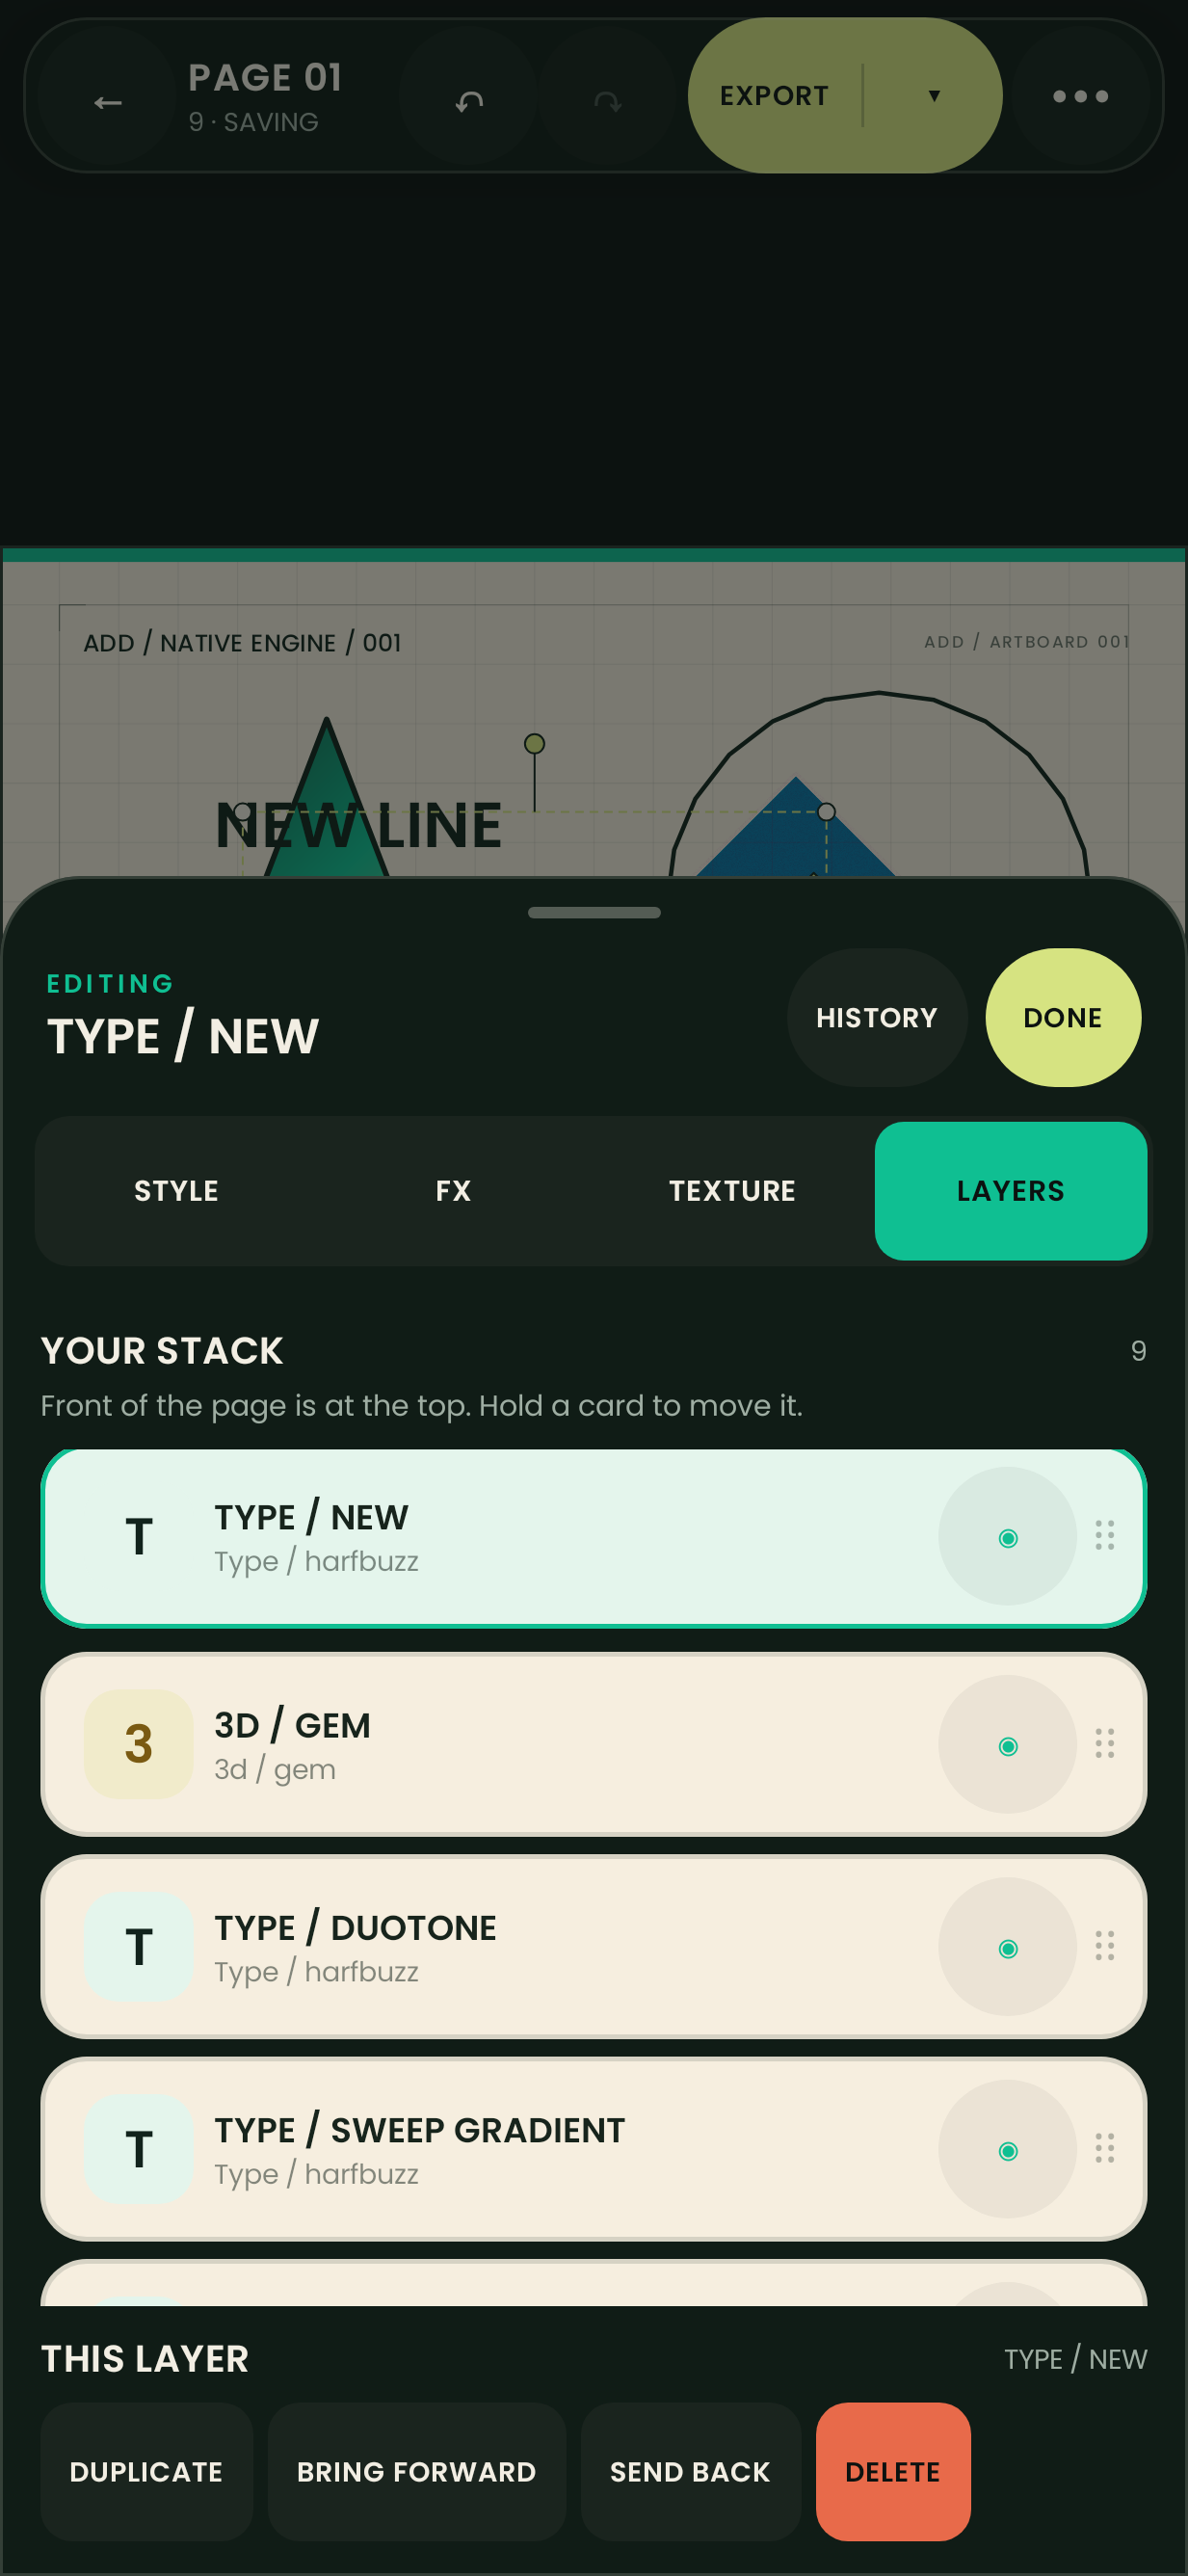 PAGE 01
9 · SAVING
EXPORT
ADD / NATIVE ENGINE / 001
ADD / ARTBOARD 001
NEW LINE
EDITING
TYPE / NEW
HISTORY
DONE
STYLE
FX
TEXTURE
LAYERS
YOUR STACK
9
Front of the page is at the top. Hold a card to move it.
T
TYPE / NEW
Type / harfbuzz
3
3D / GEM
3d / gem
T
TYPE / DUOTONE
Type / harfbuzz
T
TYPE / SWEEP GRADIENT
Type / harfbuzz
THIS LAYER
TYPE / NEW
DUPLICATE
BRING FORWARD
SEND BACK
DELETE